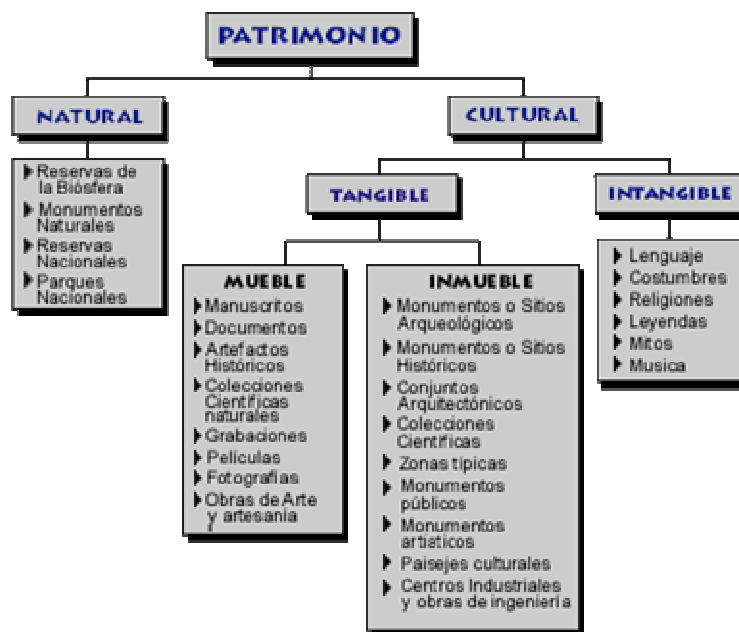 PATRIMONIO
NATURAL
Reservas de
la Biósfera
Monumentos
Naturales
Reservas
Nacionales
Parques
Nacionales
CULTURAL
TANGIBLE
MUEBLE
Manuscritos
Documentos
Artefactos
Históricos
Colecciones
Científicas
naturales
Grabaciones
Películas
Fotografías
Obras de Arte
y artesanía
INMUEBLE
Monumentos o Sitios
Arqueológicos
Monumentos o Sitios
Históricos
Conjuntos
Arquitectónicos
Colecciones
Científicas
Zonas típicas
Monumentos
públicos
Monumentos
artísticos
Paisejes culturales
Centros Industriales
y obras de ingeniería
INTANGIBLE
Lenguaje
Costumbres
Religiones
Leyendas
Mitos
Musica